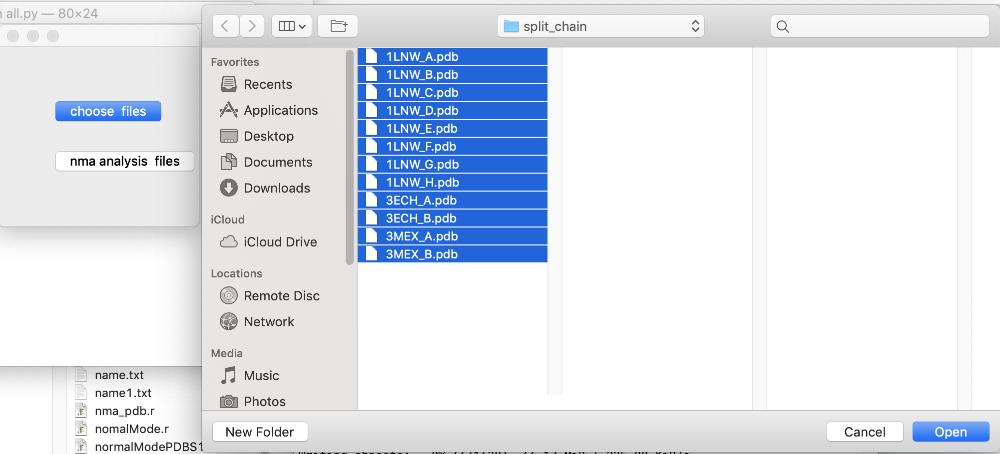 all.py — 80×24
choose files
nma analysis files
name.txt
name1.txt
nma_pdb.r
nomalMode.r
normalModePDBS1
split_chain
Favorites
Recents
Applications
Desktop
Documents
Downloads
iCloud
iCloud Drive
Locations
Remote Disc
Network
Media
Music
Photos
1LNW_A.pdb
1LNW_B.pdb
1LNW_C.pdb
1LNW_D.pdb
1LNW_E.pdb
1LNW_F.pdb
1LNW_G.pdb
1LNW_H.pdb
3ECH_A.pdb
3ECH_B.pdb
3MEX_A.pdb
3MEX_B.pdb
New Folder
Cancel
Open